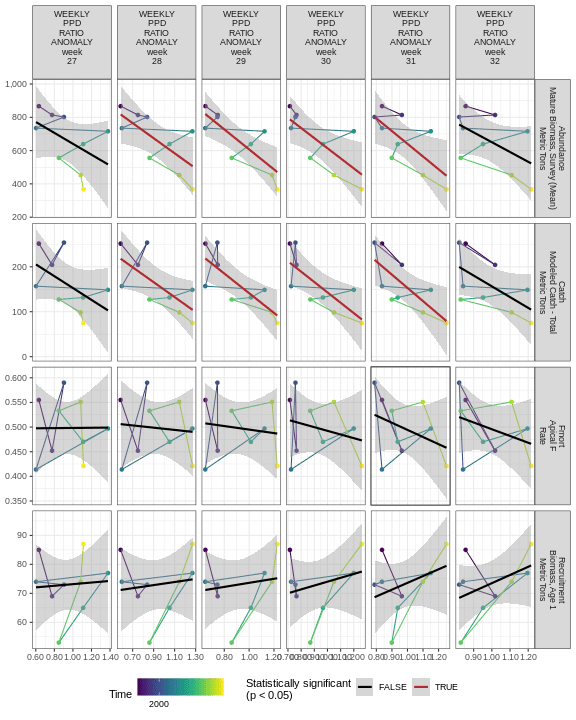 WEEKLY
PPD
RATIO
ANOMALY
week
27
WEEKLY
PPD
RATIO
ANOMALY
week
28
WEEKLY
PPD
RATIO
ANOMALY
week
29
WEEKLY
PPD
RATIO
ANOMALY
week
30
WEEKLY
PPD
RATIO
ANOMALY
week
31
WEEKLY
PPD
RATIO
ANOMALY
week
32
1,000
800
600
400
200
Abundance
Mature Biomass, Survey (Mean)
Metric Tons
200
100
0
Catch
Modeled Catch - Total
Metric Tons
0.600
0.550
0.500
0.450
0.400
0.350
Fmort
Apical F
Rate
90
80
70
60
Recruitment
Biomass, Age 1
Metric Tons
0.60 0.80 1.00 1.20 1.40
0.70 0.90 1.10 1.30
0.80 1.00 1.20
0.80 0.90 1.00 1.10 1.20
0.90 1.00 1.10 1.20
Time
2000
Statistically significant
(p < 0.05)
FALSE
TRUE